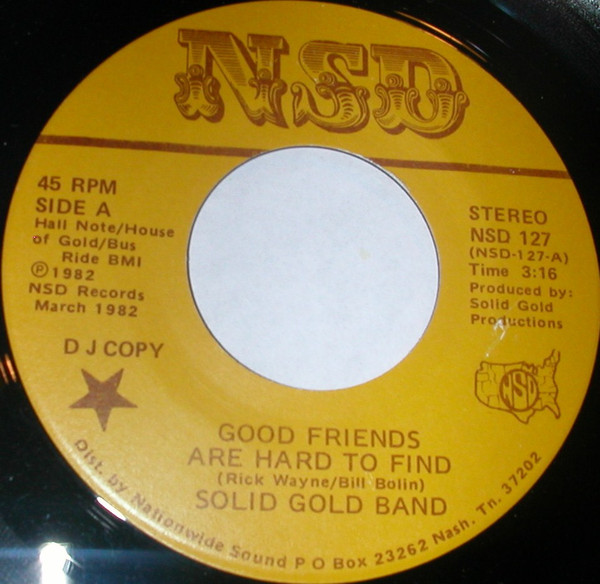 NSD
45 RPM
SIDE A
Hall Note/House
of Gold/Bus
Ride BMI
℗1982
NSD Records
March 1982
D J COPY
STEREO
NSD 127
(NSD-127-A)
Time 3:16
Produced by:
Solid Gold
Productions
NSD
GOOD FRIENDS
ARE HARD TO FIND
(Rick Wayne/Bill Bolin)
SOLID GOLD BAND
Dist. by Nationwide Sound P O Box 23262 Nash. Tn. 37202